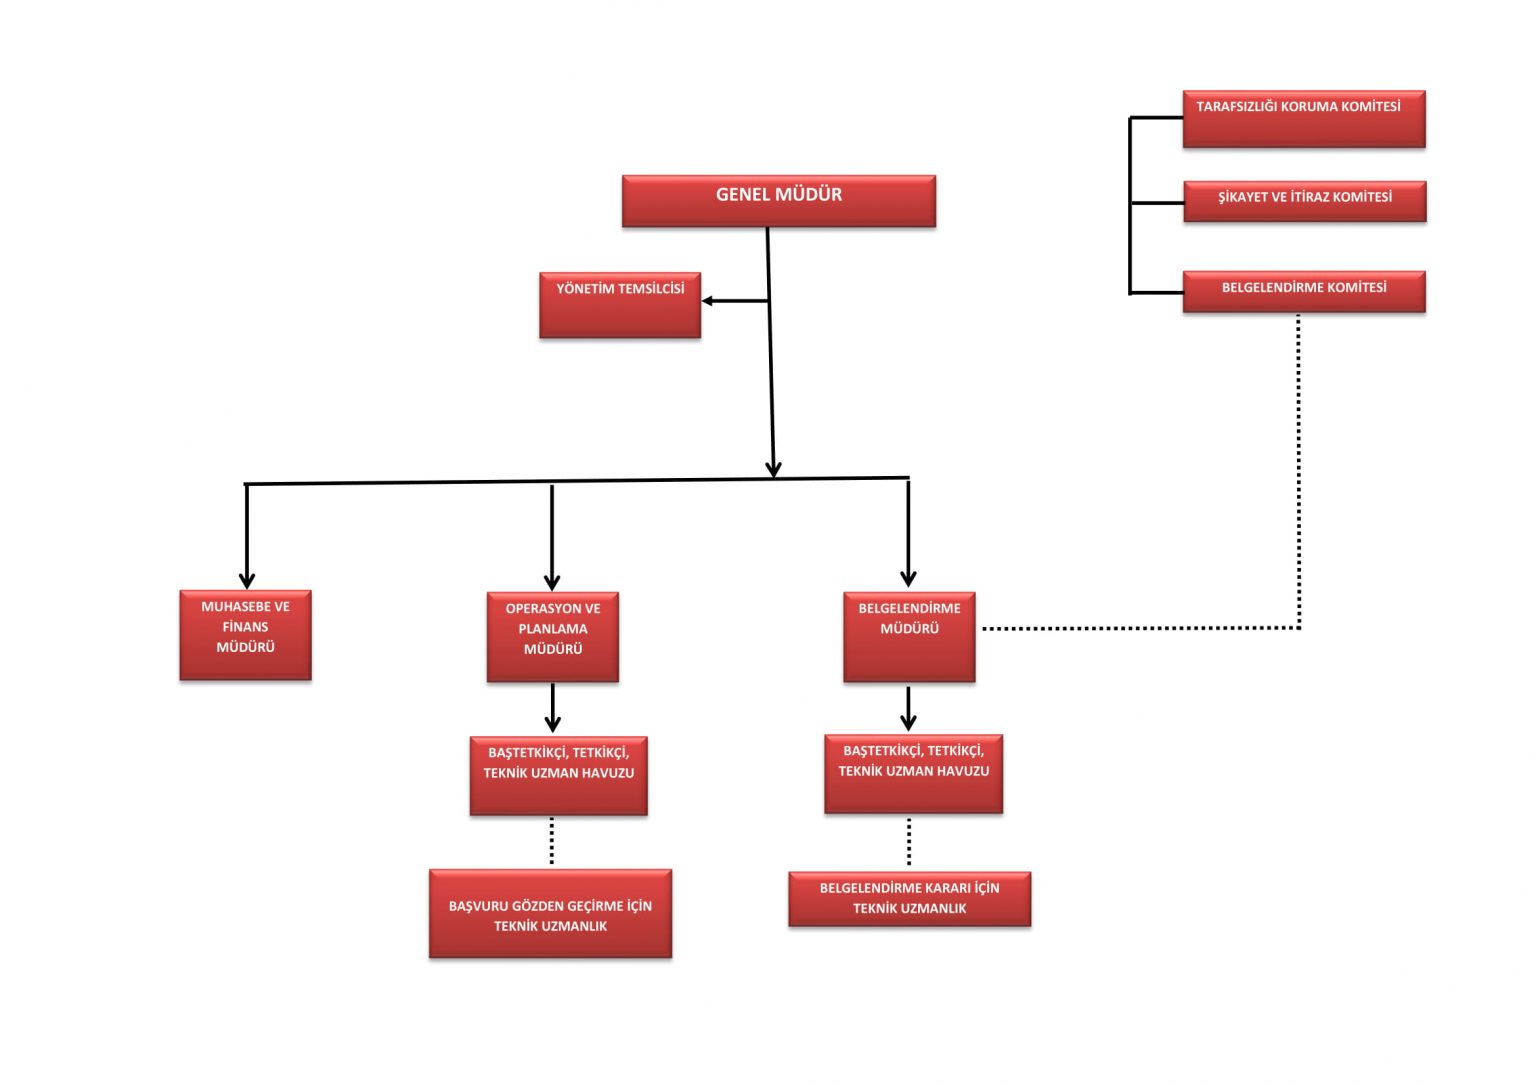 TARAFSIZLIĞI KORUMA KOMİTESİ
GENEL MÜDÜR
ŞİKAYET VE İTİRAZ KOMİTESİ
YÖNETİM TEMSİLCİSİ
BELGELENDİRME KOMİTESİ
MUHASEBE VE
FİNANS
MÜDÜRÜ
OPERASYON VE
PLANLAMA
MÜDÜRÜ
BELGELENDİRME
MÜDÜRÜ
BAŞTETKİKÇİ, TETKİKÇİ,
TEKNİK UZMAN HAVUZU
BAŞTETKİKÇİ, TETKİKÇİ,
TEKNİK UZMAN HAVUZU
BAŞVURU GÖZDEN GEÇİRME İÇİN
TEKNİK UZMANLIK
BELGELENDİRME KARARI İÇİN
TEKNİK UZMANLIK